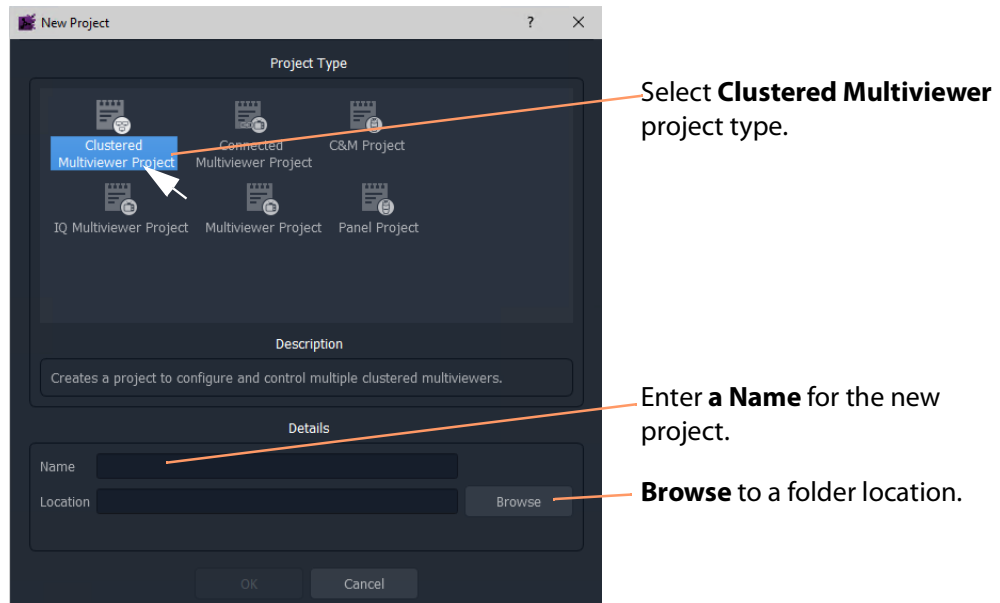 New Project
?
Project Type
Clustered
Multiviewer Project
Connected
Multiviewer Project
C&M Project
IQ Multiviewer Project
Multiviewer Project
Panel Project
Description
Creates a project to configure and control multiple clustered multiviewers.
Details
Name
Location
Browse
OK
Cancel
Select Clustered Multiviewer
project type.
Enter a Name for the new
project.
Browse to a folder location.